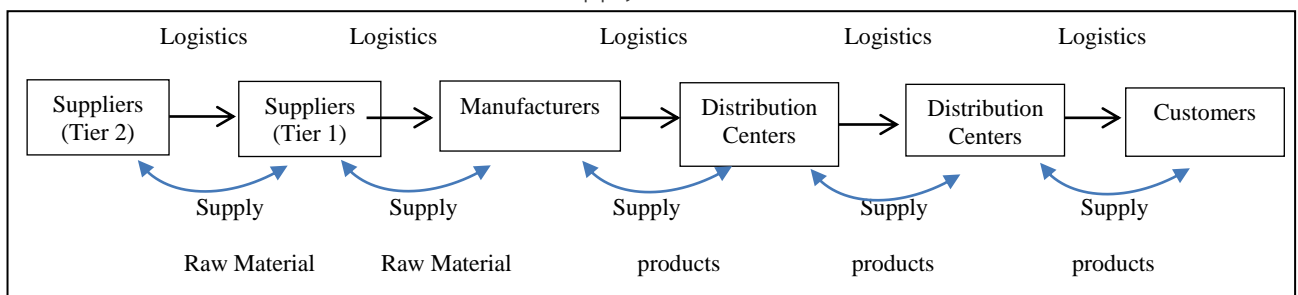 Logistics Logistics Logistics Logistics Logistics
Suppliers
(Tier 2)
Suppliers
(Tier 1)
Manufacturers
Distribution
Centers
Distribution
Centers
Customers
Supply Supply Supply Supply Supply
Raw Material Raw Material products products products